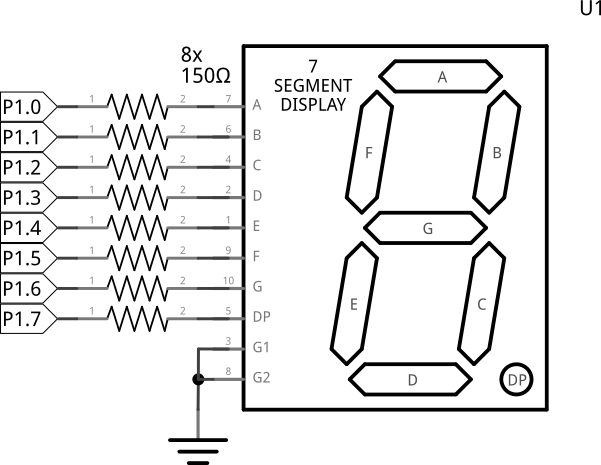 U1
8x
150Ω
7
SEGMENT
DISPLAY
A
P1.0 1 2 7 A
P1.1 1 2 6 B
F B
P1.2 1 2 4 C
P1.3 1 2 2 D
P1.4 1 2 1 E
G
P1.5 1 2 9 F
P1.6 1 2 10 G
E C
P1.7 1 2 5 DP
3 G1
8 G2
D DP